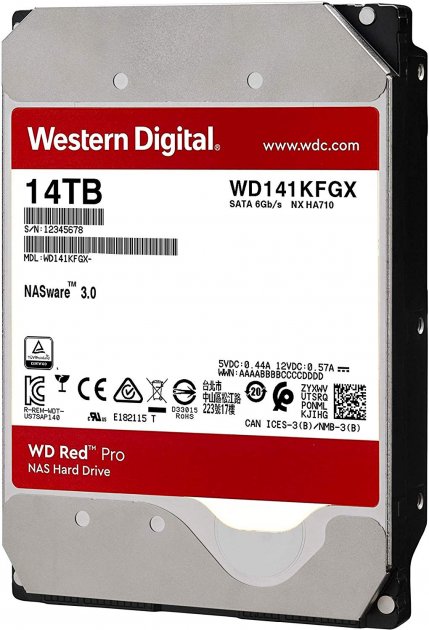 Western Digital®
www.wdc.com
14TB
WD141KFGX
SATA 6Gb/s NX HA710
S/N: 12345678
MDL: WD141KFGX-
NASware™ 3.0
5VDC: 0.44A 12VDC: 0.57A
WWN: AAAABBBBCCCCDDDD
R-REM-WDT-
US7SAP140
E182115 T
D33015
RoHS
台北市
中山區松江路
223號17樓
20
ZYXWV
UTSRQ
PONML
KJIHG
CAN ICES-3(B)/NMB-3(B)
WD Red™ Pro
NAS Hard Drive